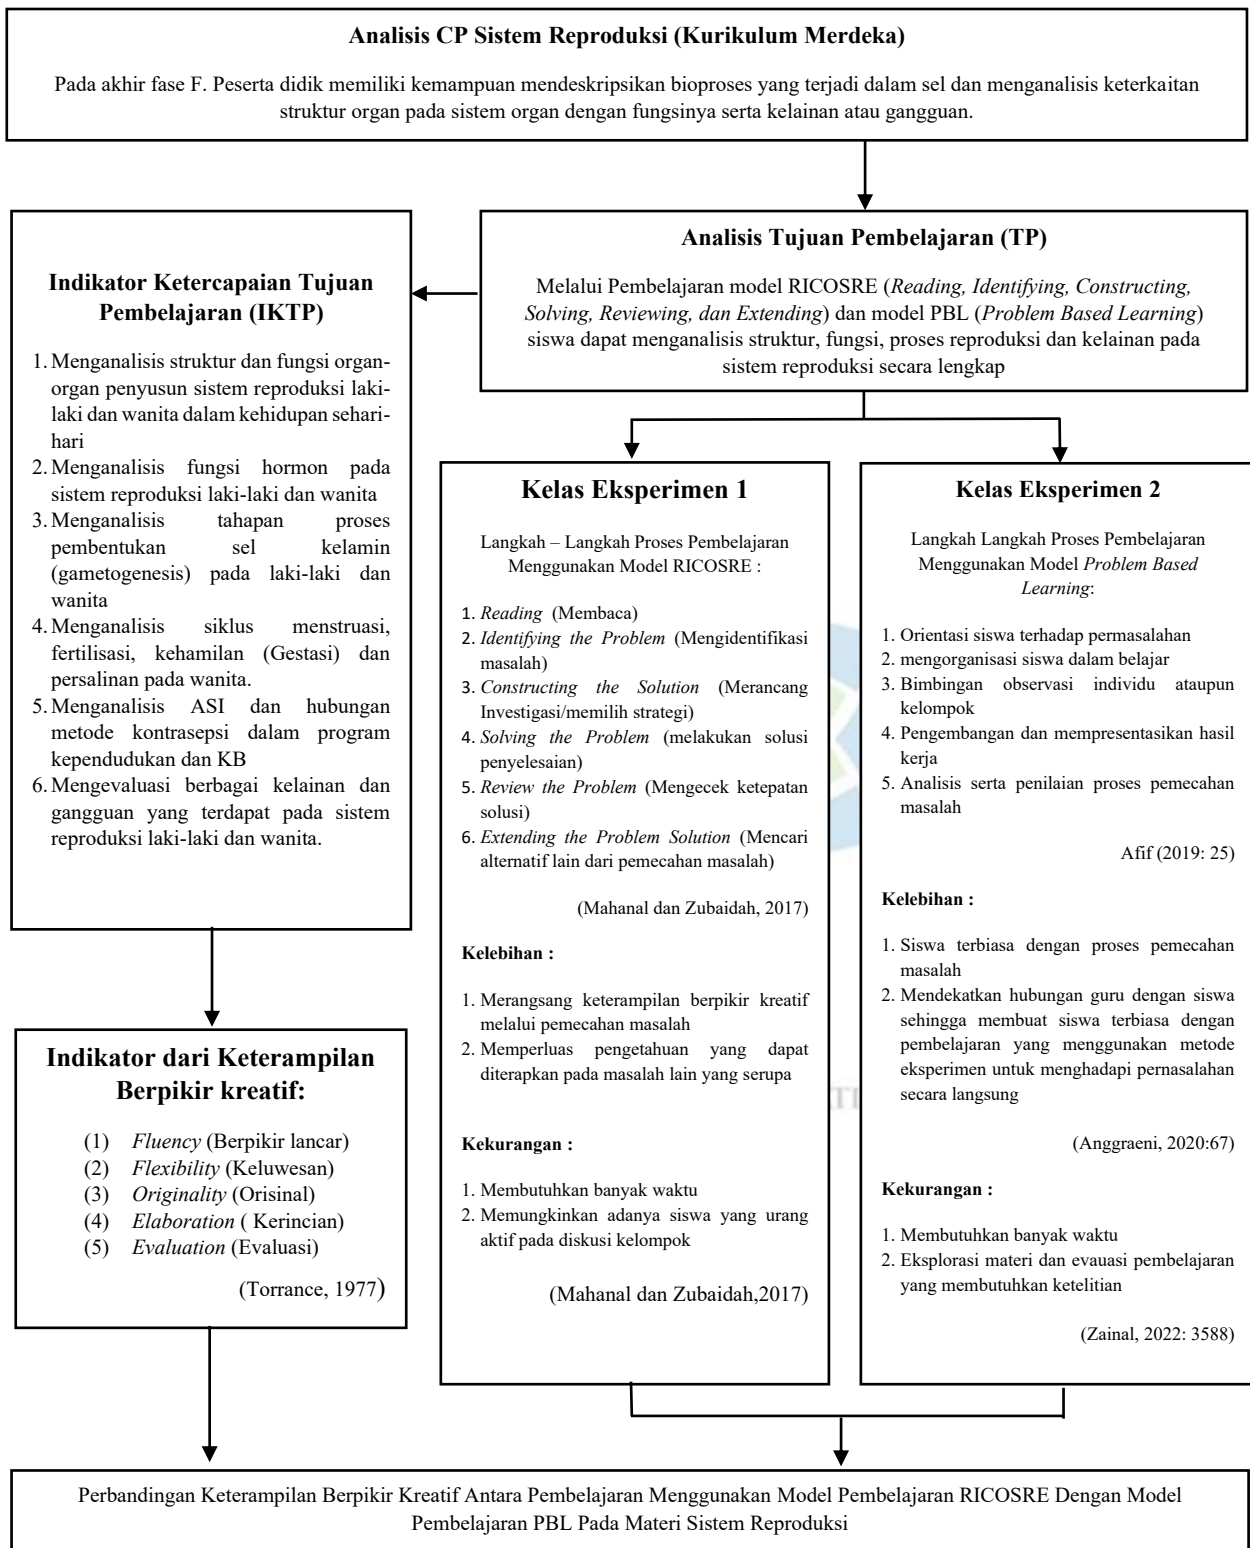 Analisis CP Sistem Reproduksi (Kurikulum Merdeka)
Pada akhir fase F. Peserta didik memiliki kemampuan mendeskripsikan bioproses yang terjadi dalam sel dan menganalisis keterkaitan
struktur organ pada sistem organ dengan fungsinya serta kelainan atau gangguan.
Analisis Tujuan Pembelajaran (TP)
Melalui Pembelajaran model RICOSRE (Reading, Identifying, Constructing,
Solving, Reviewing, dan Extending) dan model PBL (Problem Based Learning)
siswa dapat menganalisis struktur, fungsi, proses reproduksi dan kelainan pada
sistem reproduksi secara lengkap
Indikator Ketercapaian Tujuan
Pembelajaran (IKTP)
1. Menganalisis struktur dan fungsi organ-
organ penyusun sistem reproduksi laki-
laki dan wanita dalam kehidupan sehari-
hari
2. Menganalisis fungsi hormon pada
sistem reproduksi laki-laki dan wanita
3. Menganalisis tahapan proses
pembentukan sel kelamin
(gametogenesis) pada laki-laki dan
wanita
4. Menganalisis siklus menstruasi,
fertilisasi, kehamilan (Gestasi) dan
persalinan pada wanita.
5. Menganalisis ASI dan hubungan
metode kontrasepsi dalam program
kependudukan dan KB
6. Mengevaluasi berbagai kelainan dan
gangguan yang terdapat pada sistem
reproduksi laki-laki dan wanita.
Indikator dari Keterampilan
Berpikir kreatif:
(1) Fluency (Berpikir lancar)
(2) Flexibility (Keluwesan)
(3) Originality (Orisinal)
(4) Elaboration ( Kerincian)
(5) Evaluation (Evaluasi)
(Torrance, 1977)
Kelas Eksperimen 1
Langkah – Langkah Proses Pembelajaran
Menggunakan Model RICOSRE :
1. Reading (Membaca)
2. Identifying the Problem (Mengidentifikasi
masalah)
3. Constructing the Solution (Merancang
Investigasi/memilih strategi)
4. Solving the Problem (melakukan solusi
penyelesaian)
5. Review the Problem (Mengecek ketepatan
solusi)
6. Extending the Problem Solution (Mencari
alternatif lain dari pemecahan masalah)
(Mahanal dan Zubaidah, 2017)
Kelebihan :
1. Merangsang keterampilan berpikir kreatif
melalui pemecahan masalah
2. Memperluas pengetahuan yang dapat
diterapkan pada masalah lain yang serupa
Kekurangan :
1. Membutuhkan banyak waktu
2. Memungkinkan adanya siswa yang urang
aktif pada diskusi kelompok
(Mahanal dan Zubaidah,2017)
Kelas Eksperimen 2
Langkah Langkah Proses Pembelajaran
Menggunakan Model Problem Based
Learning:
1. Orientasi siswa terhadap permasalahan
2. mengorganisasi siswa dalam belajar
3. Bimbingan observasi individu ataupun
kelompok
4. Pengembangan dan mempresentasikan hasil
kerja
5. Analisis serta penilaian proses pemecahan
masalah
Afif (2019: 25)
Kelebihan :
1. Siswa terbiasa dengan proses pemecahan
masalah
2. Mendekatkan hubungan guru dengan siswa
sehingga membuat siswa terbiasa dengan
pembelajaran yang menggunakan metode
eksperimen untuk menghadapi pernasalahan
secara langsung
(Anggraeni, 2020:67)
Kekurangan :
1. Membutuhkan banyak waktu
2. Eksplorasi materi dan evauasi pembelajaran
yang membutuhkan ketelitian
(Zainal, 2022: 3588)
Perbandingan Keterampilan Berpikir Kreatif Antara Pembelajaran Menggunakan Model Pembelajaran RICOSRE Dengan Model
Pembelajaran PBL Pada Materi Sistem Reproduksi